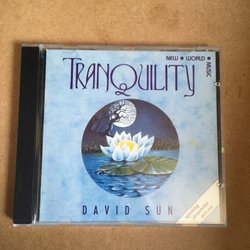 NEW • WORLD • MUSIC
TRANQUILITY
DAVID SUN